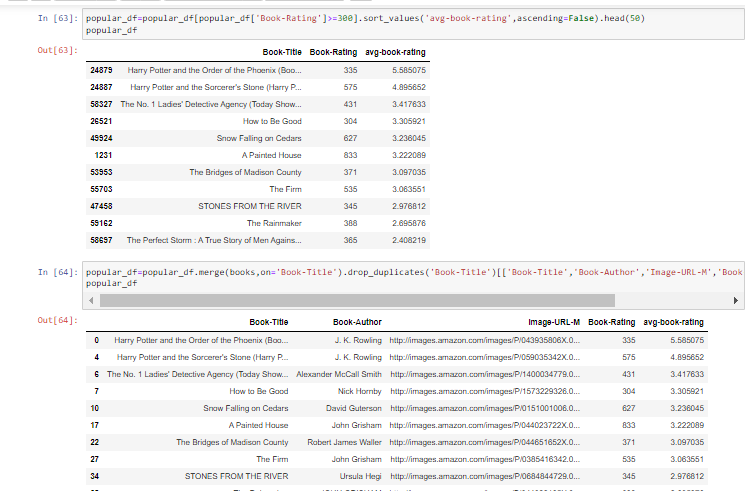 In [63]: popular_df=popular_df[popular_df['Book-Rating']>=300].sort_values('avg-book-rating',ascending=False).head(50)
popular_df
Out[63]:
Book-Title Book-Rating avg-book-rating
24879 Harry Potter and the Order of the Phoenix (Boo... 335 5.585075
24887 Harry Potter and the Sorcerer's Stone (Harry P... 575 4.895652
58327 The No. 1 Ladies' Detective Agency (Today Show... 431 3.417633
26521 How to Be Good 304 3.305921
49924 Snow Falling on Cedars 627 3.236045
1231 A Painted House 833 3.222089
53953 The Bridges of Madison County 371 3.097035
55703 The Firm 535 3.063551
47458 STONES FROM THE RIVER 345 2.976812
59162 The Rainmaker 388 2.695876
58697 The Perfect Storm : A True Story of Men Agains... 365 2.408219
In [64]: popular_df=popular_df.merge(books,on='Book-Title').drop_duplicates('Book-Title')[['Book-Title','Book-Author','Image-URL-M','Book
popular_df
Out[64]:
Book-Title Book-Author Image-URL-M Book-Rating avg-book-rating
0 Harry Potter and the Order of the Phoenix (Boo... J. K. Rowling http://images.amazon.com/images/P/043935806X.0... 335 5.585075
4 Harry Potter and the Sorcerer's Stone (Harry P... J. K. Rowling http://images.amazon.com/images/P/059035342X.0... 575 4.895652
6 The No. 1 Ladies' Detective Agency (Today Show... Alexander McCall Smith http://images.amazon.com/images/P/1400034779.0... 431 3.417633
7 How to Be Good Nick Hornby http://images.amazon.com/images/P/1573229326.0... 304 3.305921
10 Snow Falling on Cedars David Guterson http://images.amazon.com/images/P/0151001006.0... 627 3.236045
17 A Painted House John Grisham http://images.amazon.com/images/P/044023722X.0... 833 3.222089
22 The Bridges of Madison County Robert James Waller http://images.amazon.com/images/P/044651652X.0... 371 3.097035
27 The Firm John Grisham http://images.amazon.com/images/P/0385416342.0... 535 3.063551
34 STONES FROM THE RIVER Ursula Hegi http://images.amazon.com/images/P/0684844729.0... 345 2.976812